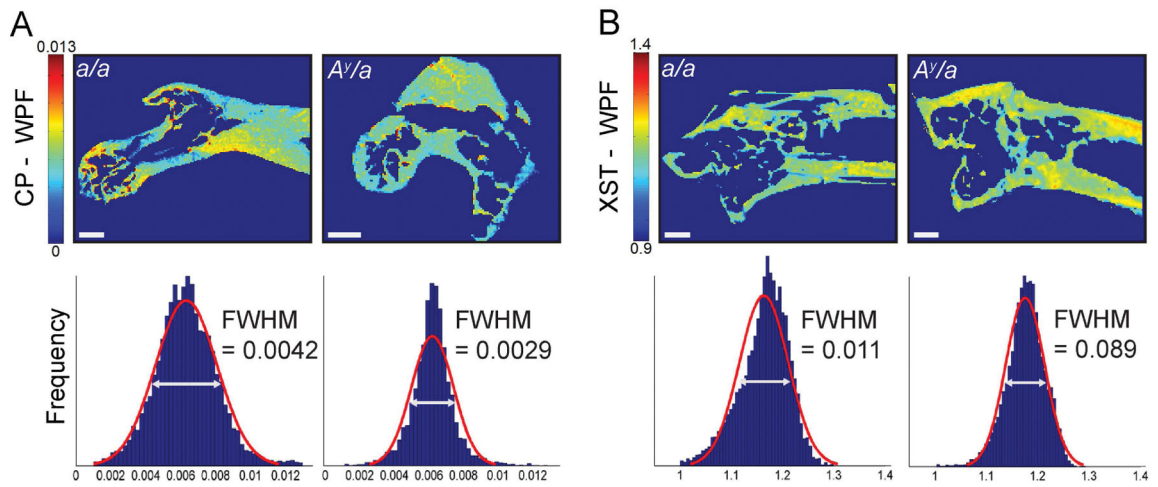 A
0.013
CP - WPF
0
a/a
Aʸ/a
B
1.4
XST - WPF
0.9
a/a
Aʸ/a
Frequency
FWHM
= 0.0042
0 0.002 0.004 0.006 0.008 0.010 0.012
FWHM
= 0.0029
0 0.002 0.004 0.006 0.008 0.010 0.012
FWHM
= 0.011
1 1.1 1.2 1.3 1.4
FWHM
= 0.089
1 1.1 1.2 1.3 1.4